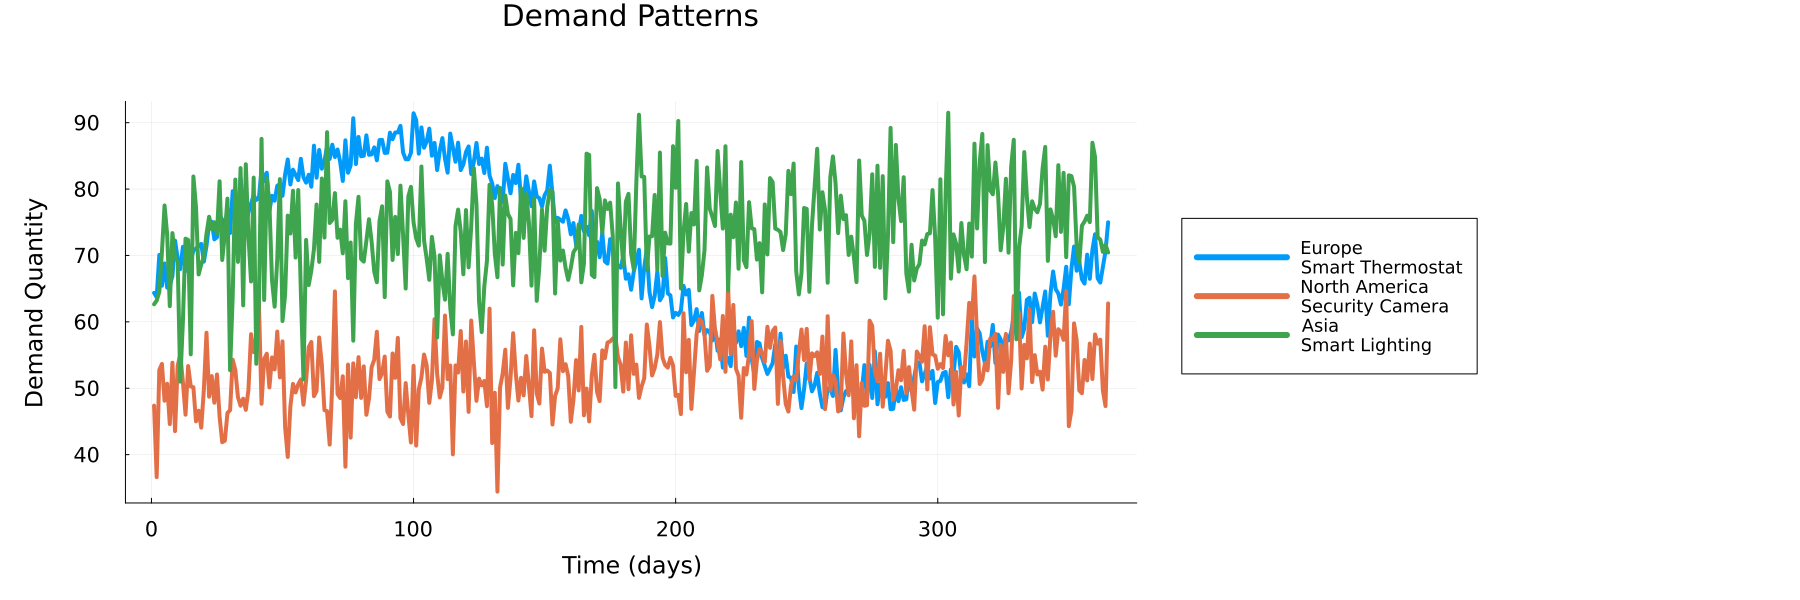 Demand Patterns
Demand Quantity
90
80
70
60
50
40
0
100
200
300
Time (days)
Europe
Smart Thermostat
North America
Security Camera
Asia
Smart Lighting